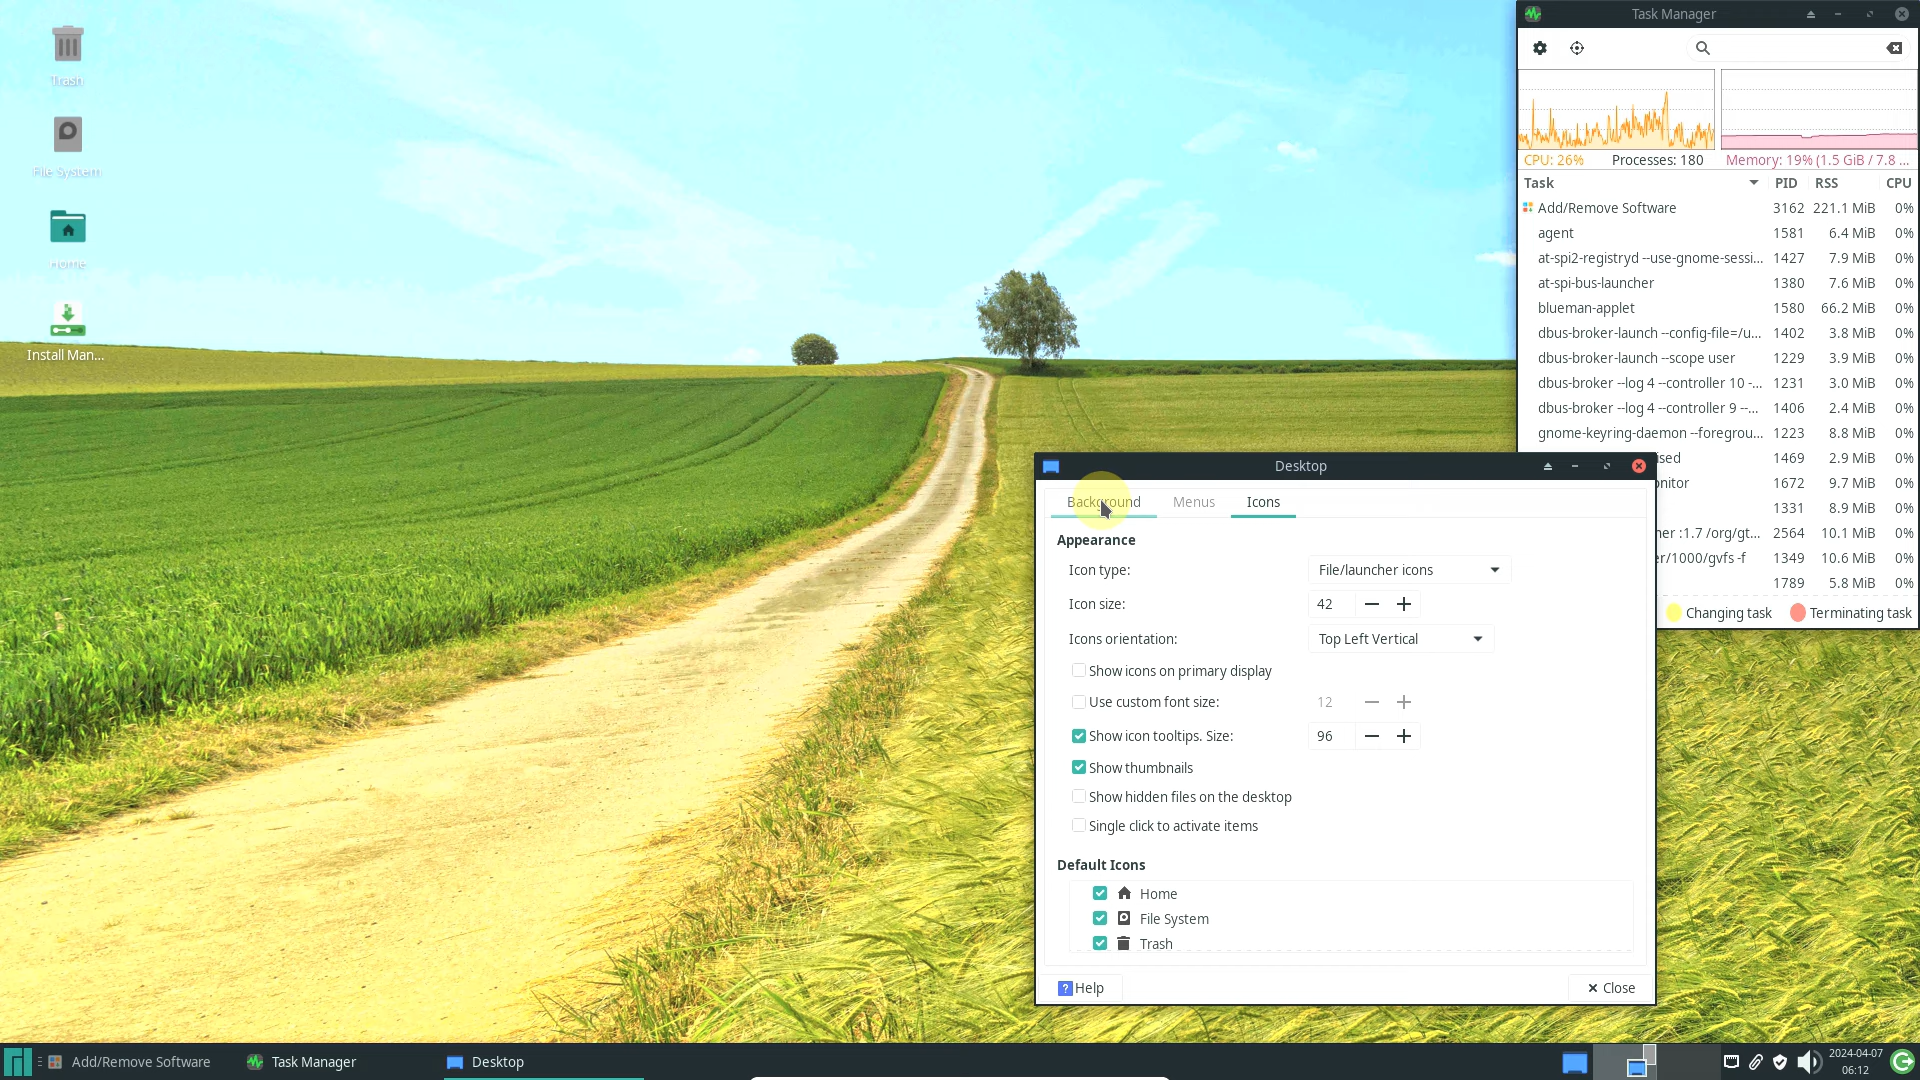 Trash
File System
Home
Install Man...
Task Manager
CPU: 26%
Processes: 180
Memory: 19% (1.5 GiB / 7.8 ...
Task
PID
RSS
CPU
Add/Remove Software 3162 221.1 MiB 0%
agent 1581 6.4 MiB 0%
at-spi2-registryd --use-gnome-sessi... 1427 7.9 MiB 0%
at-spi-bus-launcher 1380 7.6 MiB 0%
blueman-applet 1580 66.2 MiB 0%
dbus-broker-launch --config-file=/u... 1402 3.8 MiB 0%
dbus-broker-launch --scope user 1229 3.9 MiB 0%
dbus-broker --log 4 --controller 10 -... 1231 3.0 MiB 0%
dbus-broker --log 4 --controller 9 --... 1406 2.4 MiB 0%
gnome-keyring-daemon --foregrou... 1223 8.8 MiB 0%
ised 1469 2.9 MiB 0%
onitor 1672 9.7 MiB 0%
1331 8.9 MiB 0%
ner :1.7 /org/gt... 2564 10.1 MiB 0%
er/1000/gvfs -f 1349 10.6 MiB 0%
1789 5.8 MiB 0%
Changing task
Terminating task
Desktop
Background
Menus
Icons
Appearance
Icon type:
File/launcher icons
Icon size:
42
Icons orientation:
Top Left Vertical
Show icons on primary display
Use custom font size:
12
Show icon tooltips. Size:
96
Show thumbnails
Show hidden files on the desktop
Single click to activate items
Default Icons
Home
File System
Trash
? Help
Close
Add/Remove Software
Task Manager
Desktop
2024-04-07
06:12